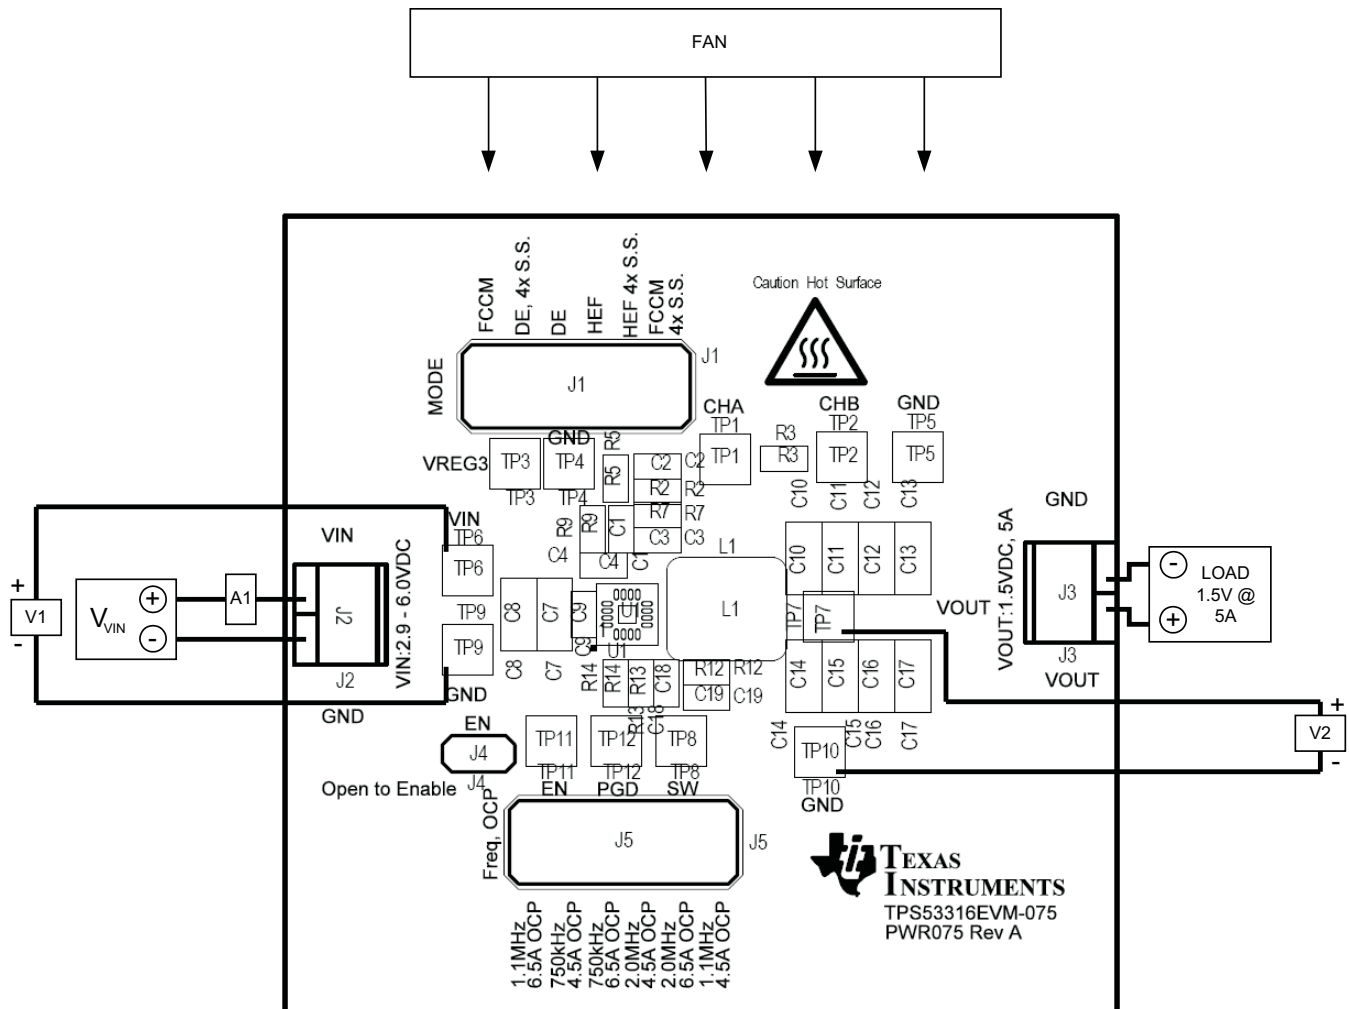 FAN
FCCM
DE, 4x S.S.
DE
HEF
HEF 4x S.S.
FCCM
4x S.S.
Caution Hot Surface
MODE
J1
J1
CHA
TP1
TP1
R3
R3
CHB
TP2
TP2
GND
TP5
TP5
VREG3
TP3
TP3
GND
TP4
TP4
R5
R5
C2
C2
R2
R2
R7
R7
C3
C3
R9
R9
C1
C1
C4
C4
C10
C11
C12
C13
C10
C11
C12
C13
VIN
TP6
TP6
TP9
TP9
GND
VIN
J2
J2
GND
VIN:2.9 - 6.0VDC
+
V1
-
VVIN
+
-
A1
C8
C7
C9
C8
C7
C9
U1
U1
L1
L1
TP7
TP7
VOUT
GND
VOUT:1.5VDC, 5A
J3
J3
VOUT
-
+
LOAD
1.5V @
5A
R14
R14
R13
R13
C18
C18
R12
R12
C19
C19
C14
C15
C16
C17
C14
C15
C16
C17
+
V2
-
EN
J4
J4
Open to Enable
TP11
TP11
EN
TP12
TP12
PGD
TP8
TP8
SW
TP10
TP10
GND
Freq, OCP
J5
J5
1.1MHz
6.5A OCP
750kHz
4.5A OCP
750kHz
6.5A OCP
2.0MHz
4.5A OCP
2.0MHz
6.5A OCP
1.1MHz
4.5A OCP
TEXAS
INSTRUMENTS
TPS53316EVM-075
PWR075 Rev A